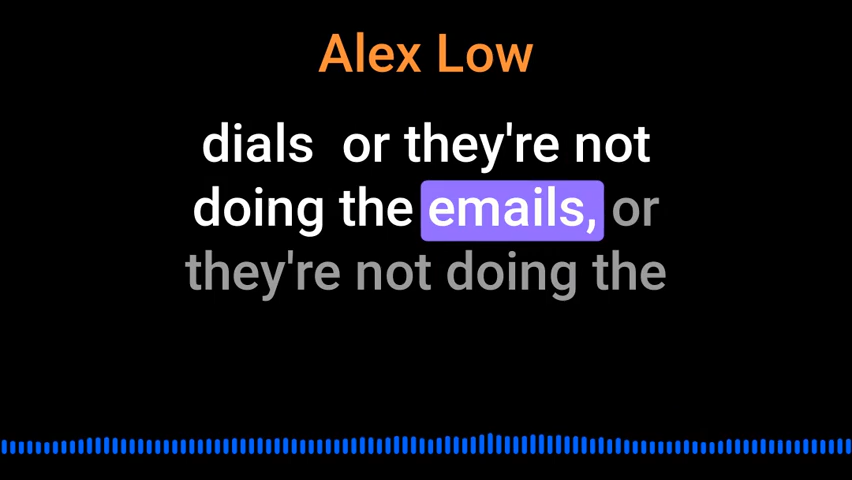 Alex Low
dials or they're not
doing the emails, or
they're not doing the